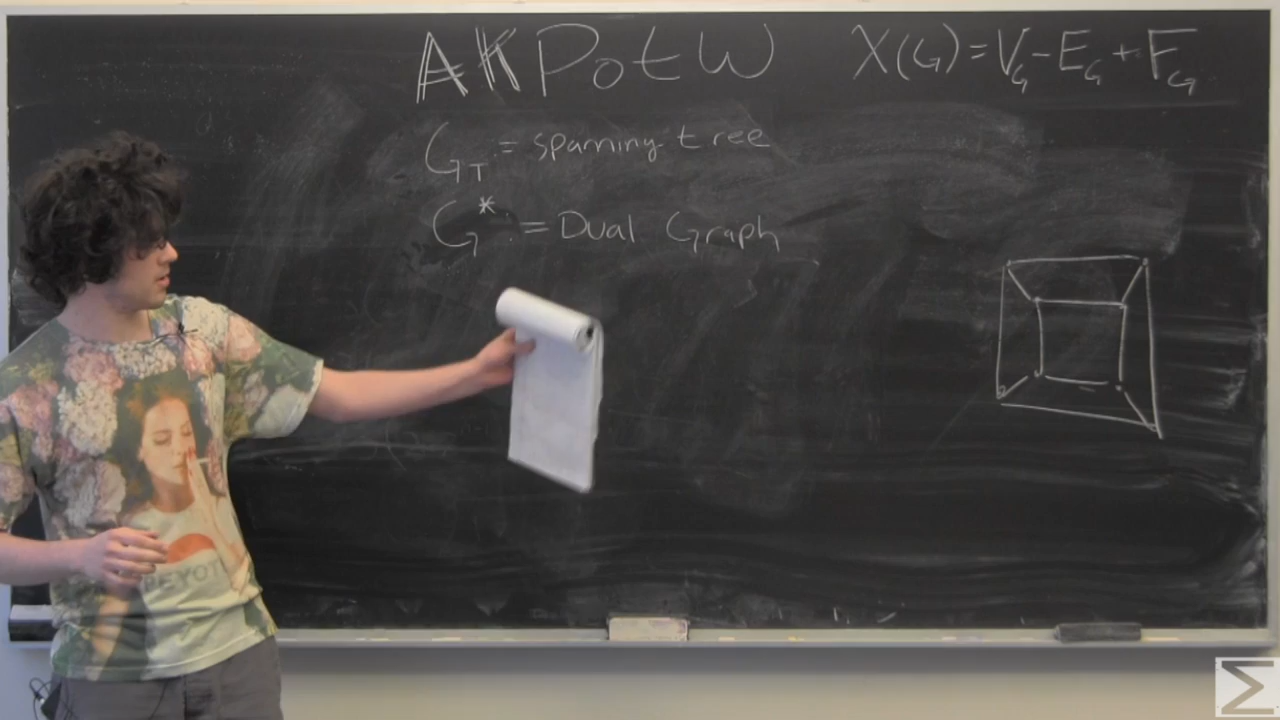 AKPotW
χ(G)=V_G-E_G+F_G
G_T = spanning tree
G* = Dual Graph
Σ